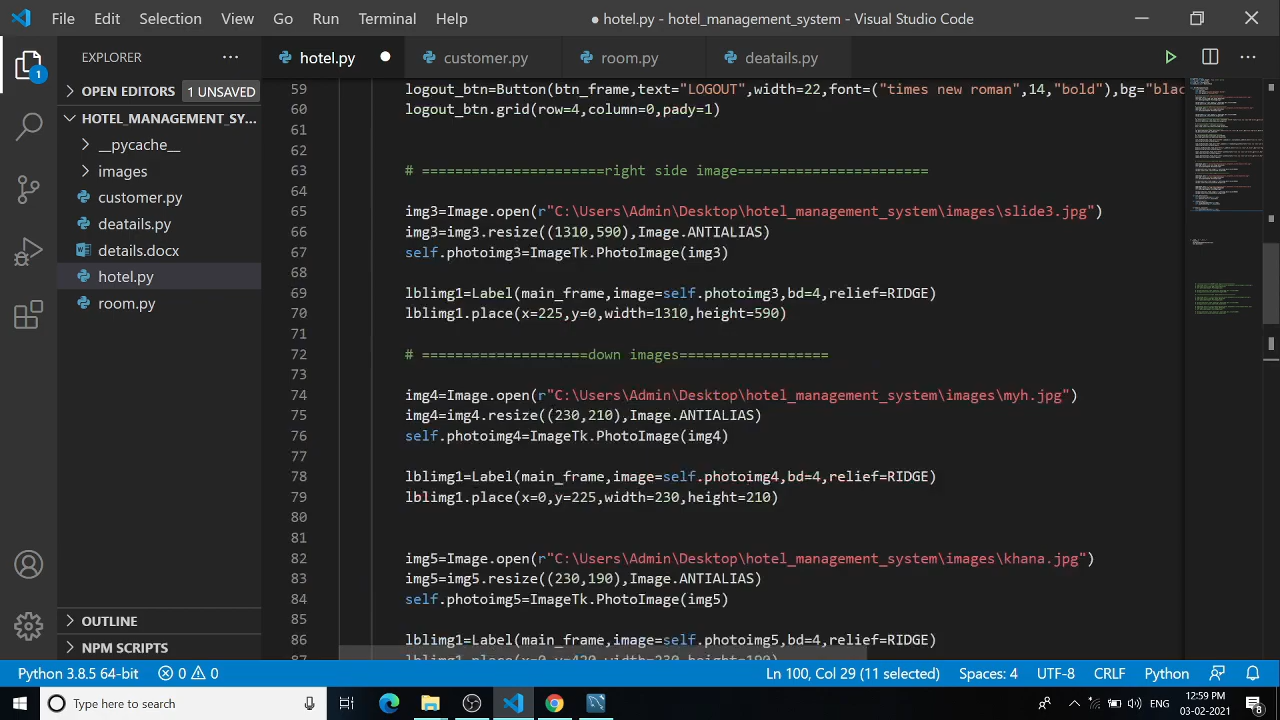 File Edit Selection View Go Run Terminal Help
● hotel.py - hotel_management_system - Visual Studio Code
EXPLORER
hotel.py
customer.py
room.py
deatails.py
OPEN EDITORS 1 UNSAVED
HOTEL_MANAGEMENT_SY...
__pycache__
images
customer.py
deatails.py
details.docx
hotel.py
room.py
OUTLINE
NPM SCRIPTS
1
59 logout_btn=Button(btn_frame,text="LOGOUT",width=22,font=("times new roman",14,"bold"),bg="blac
60 logout_btn.grid(row=4,column=0,pady=1)
61
62
63 # ======================right side image=======================
64
65 img3=Image.open(r"C:\Users\Admin\Desktop\hotel_management_system\images\slide3.jpg")
66 img3=img3.resize((1310,590),Image.ANTIALIAS)
67 self.photoimg3=ImageTk.PhotoImage(img3)
68
69 lblimg1=Label(main_frame,image=self.photoimg3,bd=4,relief=RIDGE)
70 lblimg1.place(x=225,y=0,width=1310,height=590)
71
72 # ====================down images==================
73
74 img4=Image.open(r"C:\Users\Admin\Desktop\hotel_management_system\images\myh.jpg")
75 img4=img4.resize((230,210),Image.ANTIALIAS)
76 self.photoimg4=ImageTk.PhotoImage(img4)
77
78 lblimg1=Label(main_frame,image=self.photoimg4,bd=4,relief=RIDGE)
79 lblimg1.place(x=0,y=225,width=230,height=210)
80
81
82 img5=Image.open(r"C:\Users\Admin\Desktop\hotel_management_system\images\khana.jpg")
83 img5=img5.resize((230,190),Image.ANTIALIAS)
84 self.photoimg5=ImageTk.PhotoImage(img5)
85
86 lblimg1=Label(main_frame,image=self.photoimg5,bd=4,relief=RIDGE)
87 lblimg1.place(x=0,y=420,width=230,height=190)
Python 3.8.5 64-bit 0 0 Ln 100, Col 29 (11 selected) Spaces: 4 UTF-8 CRLF Python
Type here to search
ENG
12:59 PM
03-02-2021
8